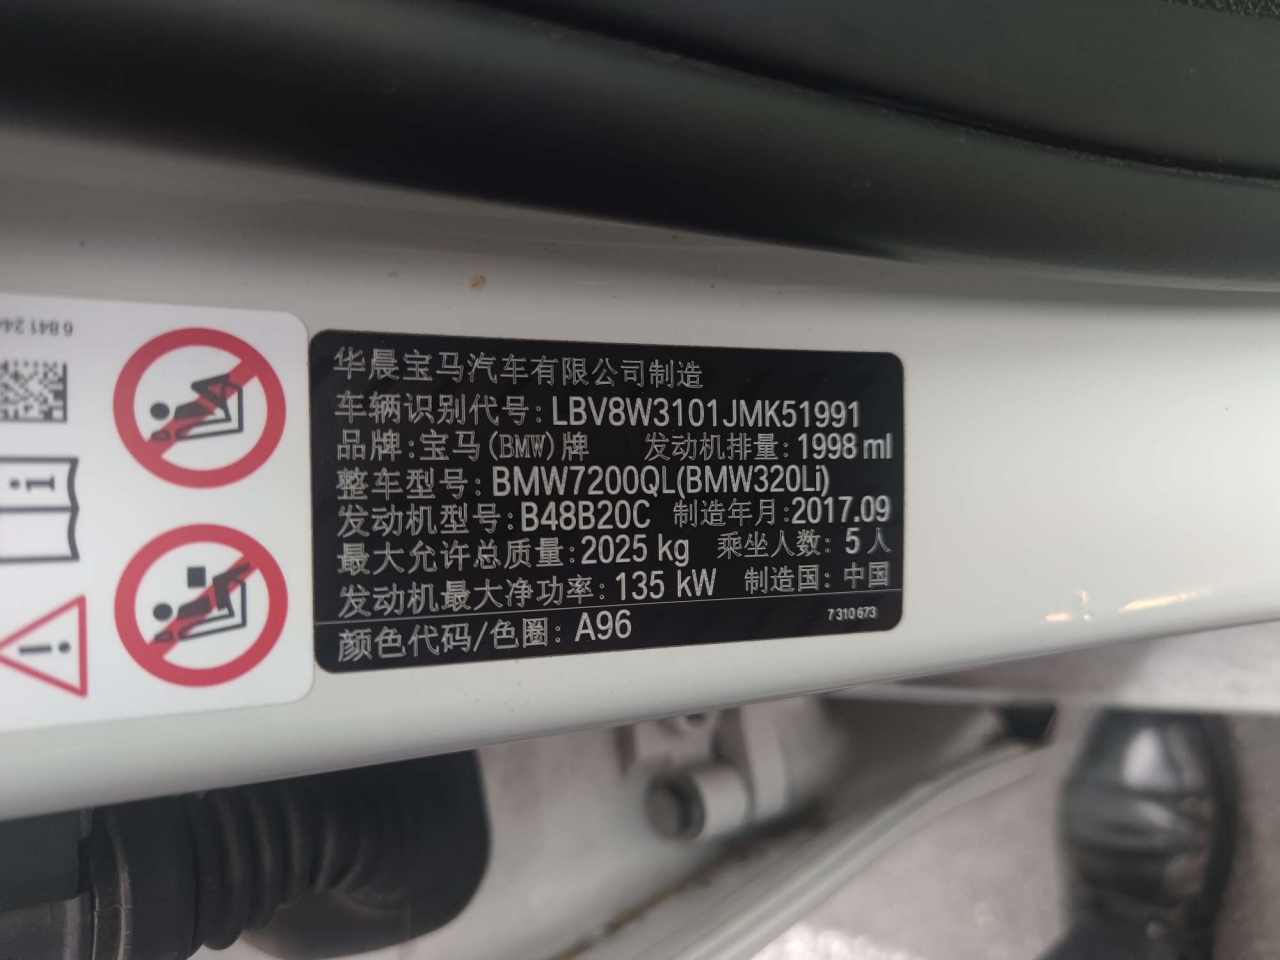 华晨宝马汽车有限公司制造
车辆识别代号: LBV8W3101JMK51991
品牌: 宝马(BMW)牌 发动机排量: 1998 ml
整车型号: BMW7200QL(BMW320Li)
发动机型号: B48B20C 制造年月: 2017.09
最大允许总质量: 2025 kg 乘坐人数: 5 人
发动机最大净功率: 135 kW 制造国: 中国
颜色代码/色圈: A96 7 310 673